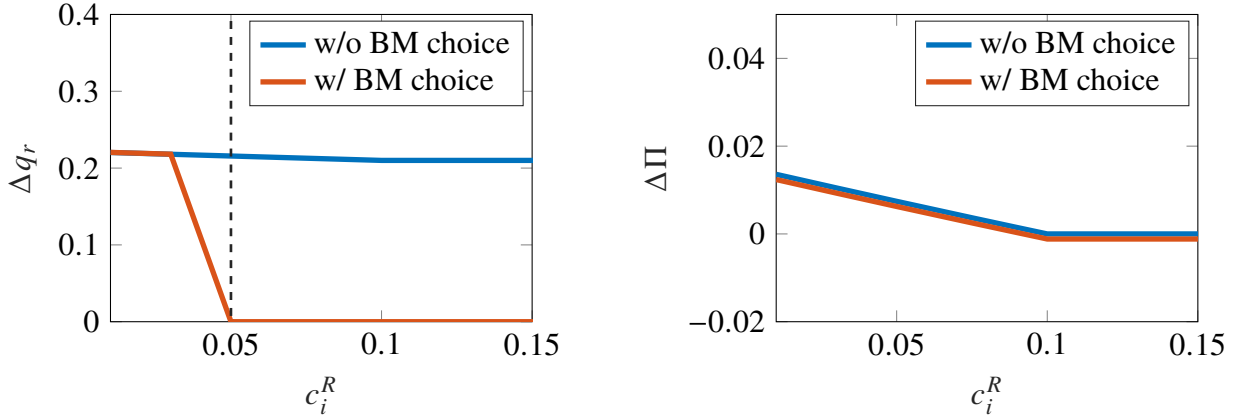 0.4
0.3
0.2
0.1
0
Δq_r
w/o BM choice
w/ BM choice
0.05
0.1
0.15
c_i^R
0.04
0.02
0
−0.02
ΔΠ
w/o BM choice
w/ BM choice
0.05
0.1
0.15
c_i^R